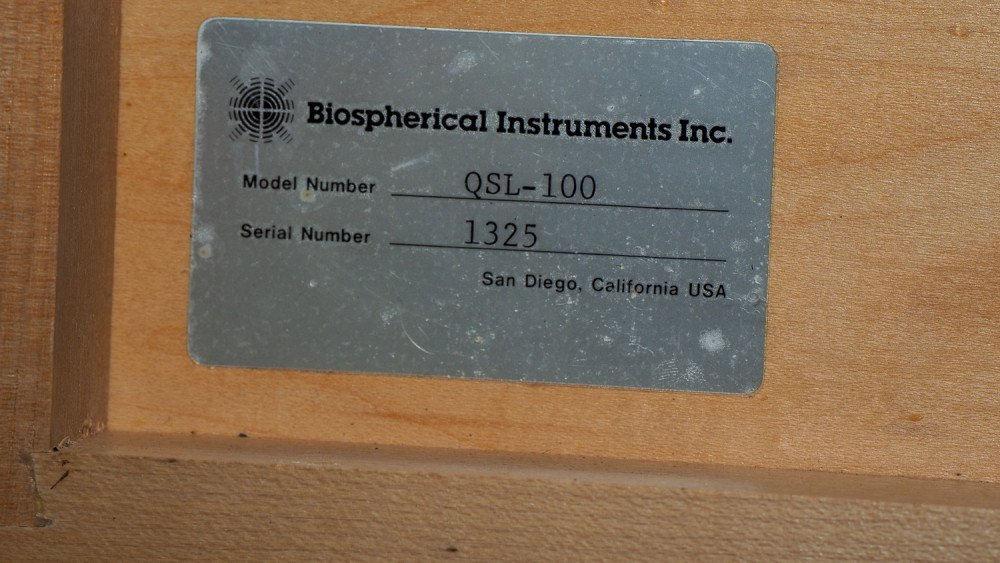 Biospherical Instruments Inc.
Model Number QSL-100
Serial Number 1325
San Diego, California USA